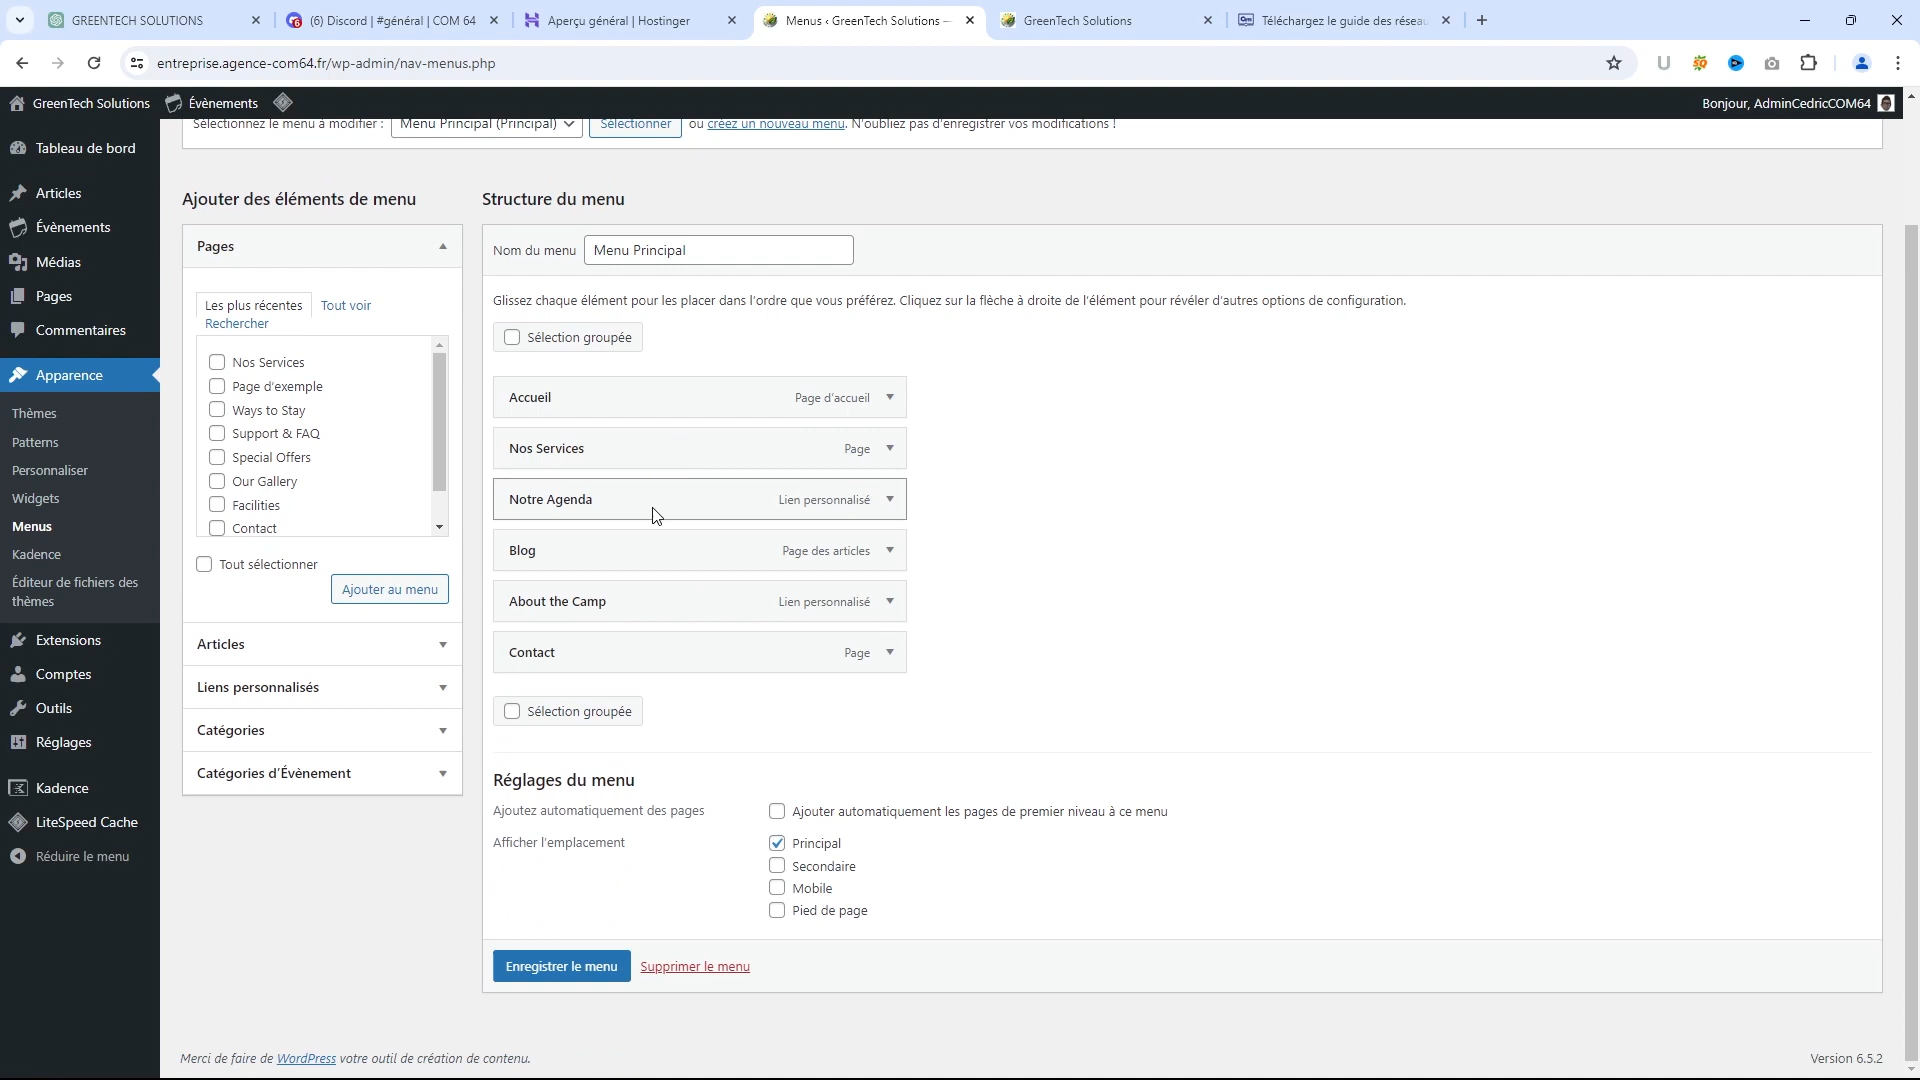 GREENTECH SOLUTIONS
(6) Discord | #général | COM 64
Aperçu général | Hostinger
Menus ‹ GreenTech Solutions —
GreenTech Solutions
Téléchargez le guide des réseau
entreprise.agence-com64.fr/wp-admin/nav-menus.php
GreenTech Solutions
Évènements
Bonjour, AdminCedricCOM64
Sélectionnez le menu à modifier : Menu Principal (Principal) Sélectionner ou créez un nouveau menu. N'oubliez pas d'enregistrer vos modifications !
Tableau de bord
Articles
Évènements
Médias
Pages
Commentaires
Apparence
Thèmes
Patterns
Personnaliser
Widgets
Menus
Kadence
Éditeur de fichiers des
thèmes
Extensions
Comptes
Outils
Réglages
Kadence
LiteSpeed Cache
Réduire le menu
Ajouter des éléments de menu
Pages
Les plus récentes Tout voir
Rechercher
Nos Services
Page d'exemple
Ways to Stay
Support & FAQ
Special Offers
Our Gallery
Facilities
Contact
Tout sélectionner
Ajouter au menu
Articles
Liens personnalisés
Catégories
Catégories d'Évènement
Structure du menu
Nom du menu Menu Principal
Glissez chaque élément pour les placer dans l'ordre que vous préférez. Cliquez sur la flèche à droite de l'élément pour révéler d'autres options de configuration.
Sélection groupée
Accueil Page d'accueil
Nos Services Page
Notre Agenda Lien personnalisé
Blog Page des articles
About the Camp Lien personnalisé
Contact Page
Sélection groupée
Réglages du menu
Ajoutez automatiquement des pages Ajouter automatiquement les pages de premier niveau à ce menu
Afficher l'emplacement Principal
Secondaire
Mobile
Pied de page
Enregistrer le menu Supprimer le menu
Merci de faire de WordPress votre outil de création de contenu.
Version 6.5.2